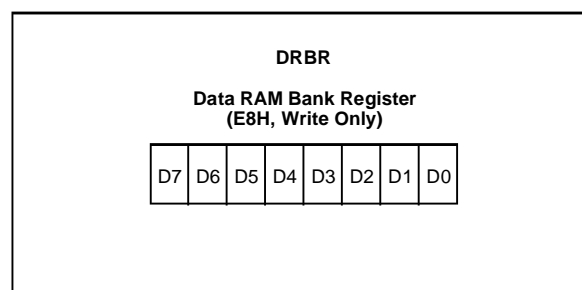 DRBR
Data RAM Bank Register
(E8H, Write Only)
D7 D6 D5 D4 D3 D2 D1 D0